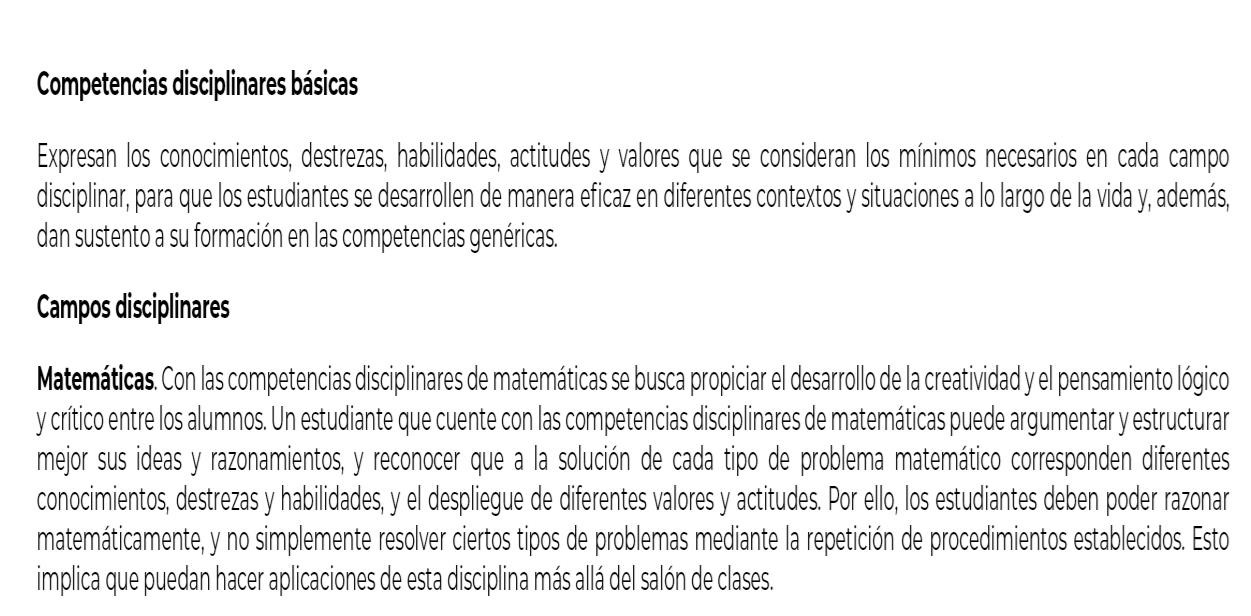 Competencias disciplinares básicas
Expresan los conocimientos, destrezas, habilidades, actitudes y valores que se consideran los mínimos necesarios en cada campo
disciplinar, para que los estudiantes se desarrollen de manera eficaz en diferentes contextos y situaciones a lo largo de la vida y, además,
dan sustento a su formación en las competencias genéricas.
Campos disciplinares
Matemáticas. Con las competencias disciplinares de matemáticas se busca propiciar el desarrollo de la creatividad y el pensamiento lógico
y crítico entre los alumnos. Un estudiante que cuente con las competencias disciplinares de matemáticas puede argumentar y estructurar
mejor sus ideas y razonamientos, y reconocer que a la solución de cada tipo de problema matemático corresponden diferentes
conocimientos, destrezas y habilidades, y el despliegue de diferentes valores y actitudes. Por ello, los estudiantes deben poder razonar
matemáticamente, y no simplemente resolver ciertos tipos de problemas mediante la repetición de procedimientos establecidos. Esto
implica que puedan hacer aplicaciones de esta disciplina más allá del salón de clases.